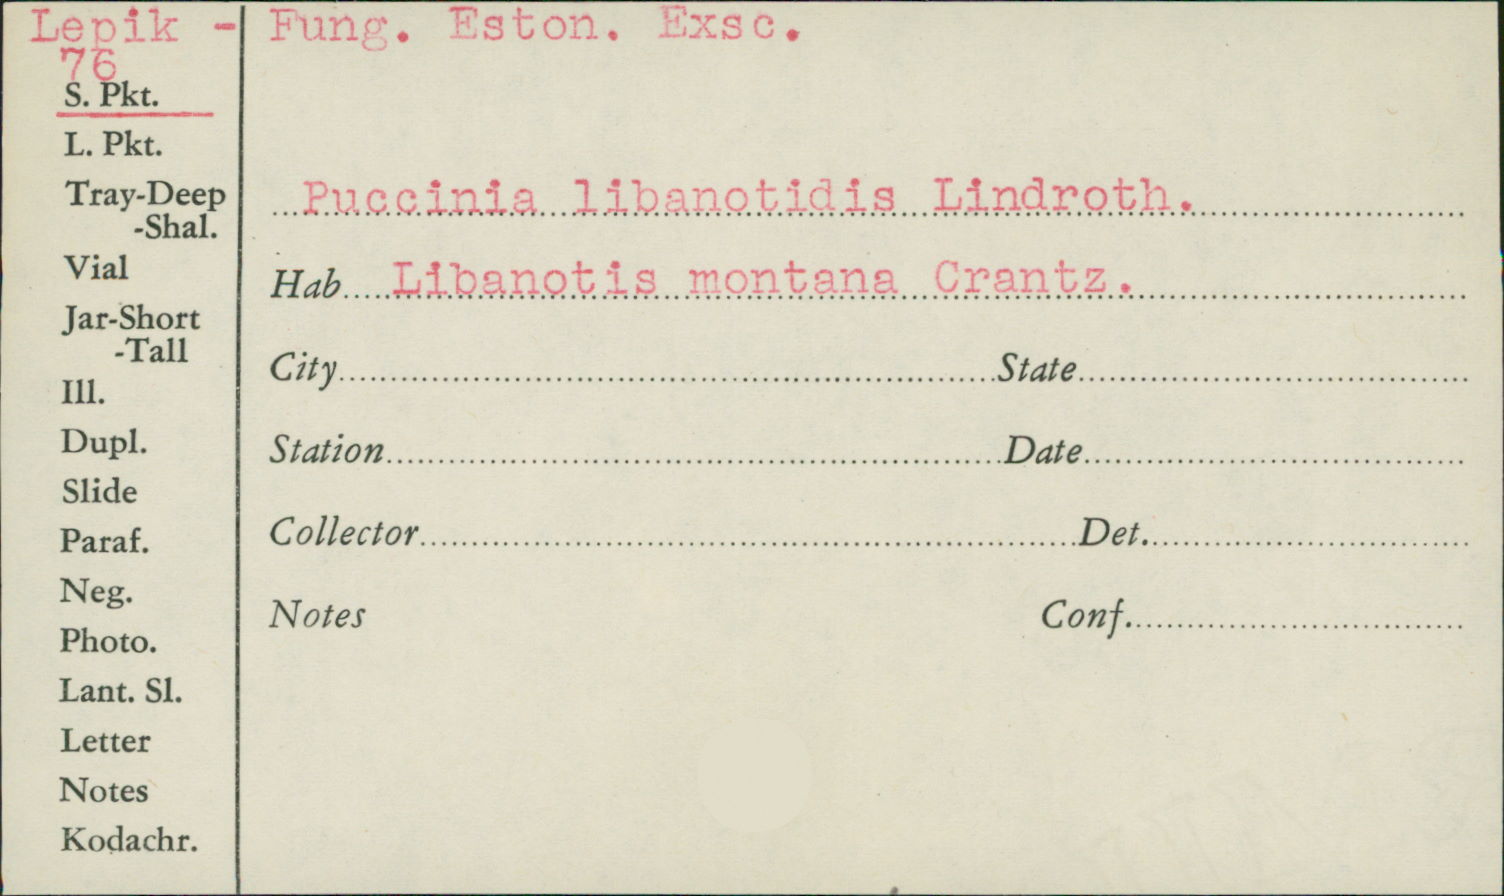 Lepik - Fung. Eston. Exsc.
76
S. Pkt.
L. Pkt.
Tray-Deep
-Shal.
Vial
Jar-Short
-Tall
Ill.
Dupl.
Slide
Paraf.
Neg.
Photo.
Lant. Sl.
Letter
Notes
Kodachr.
Puccinia libanotidis Lindroth.
Hab Libanotis montana Crantz.
City State
Station Date
Collector Det.
Notes Conf.